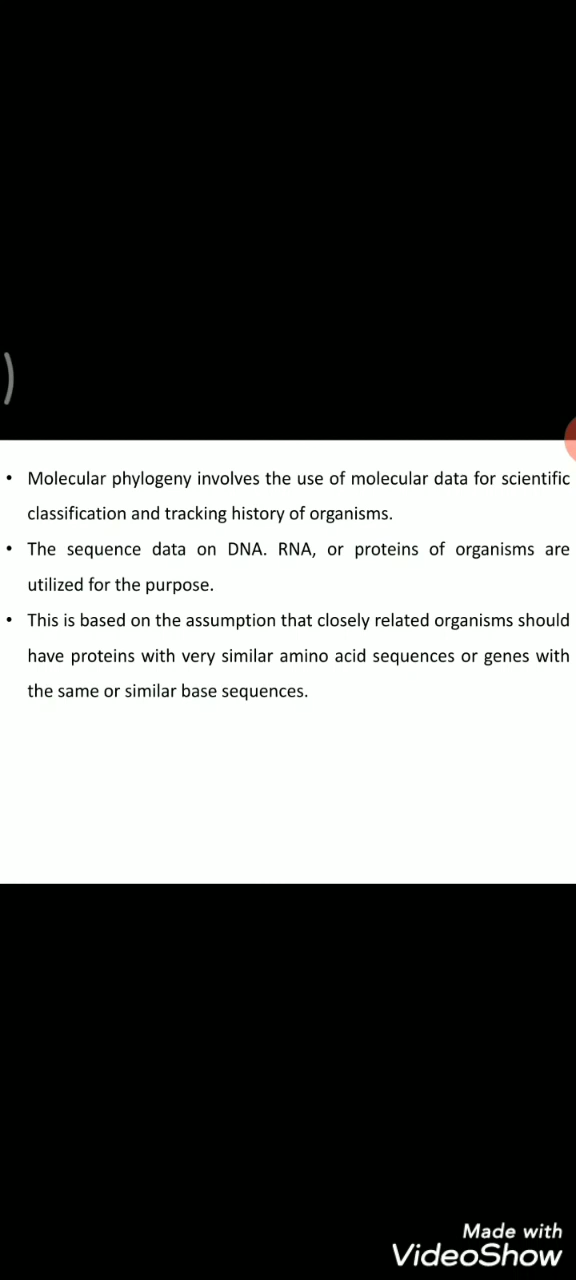 )
• Molecular phylogeny involves the use of molecular data for scientific
classification and tracking history of organisms.
• The sequence data on DNA. RNA, or proteins of organisms are
utilized for the purpose.
• This is based on the assumption that closely related organisms should
have proteins with very similar amino acid sequences or genes with
the same or similar base sequences.
Made with
VideoShow